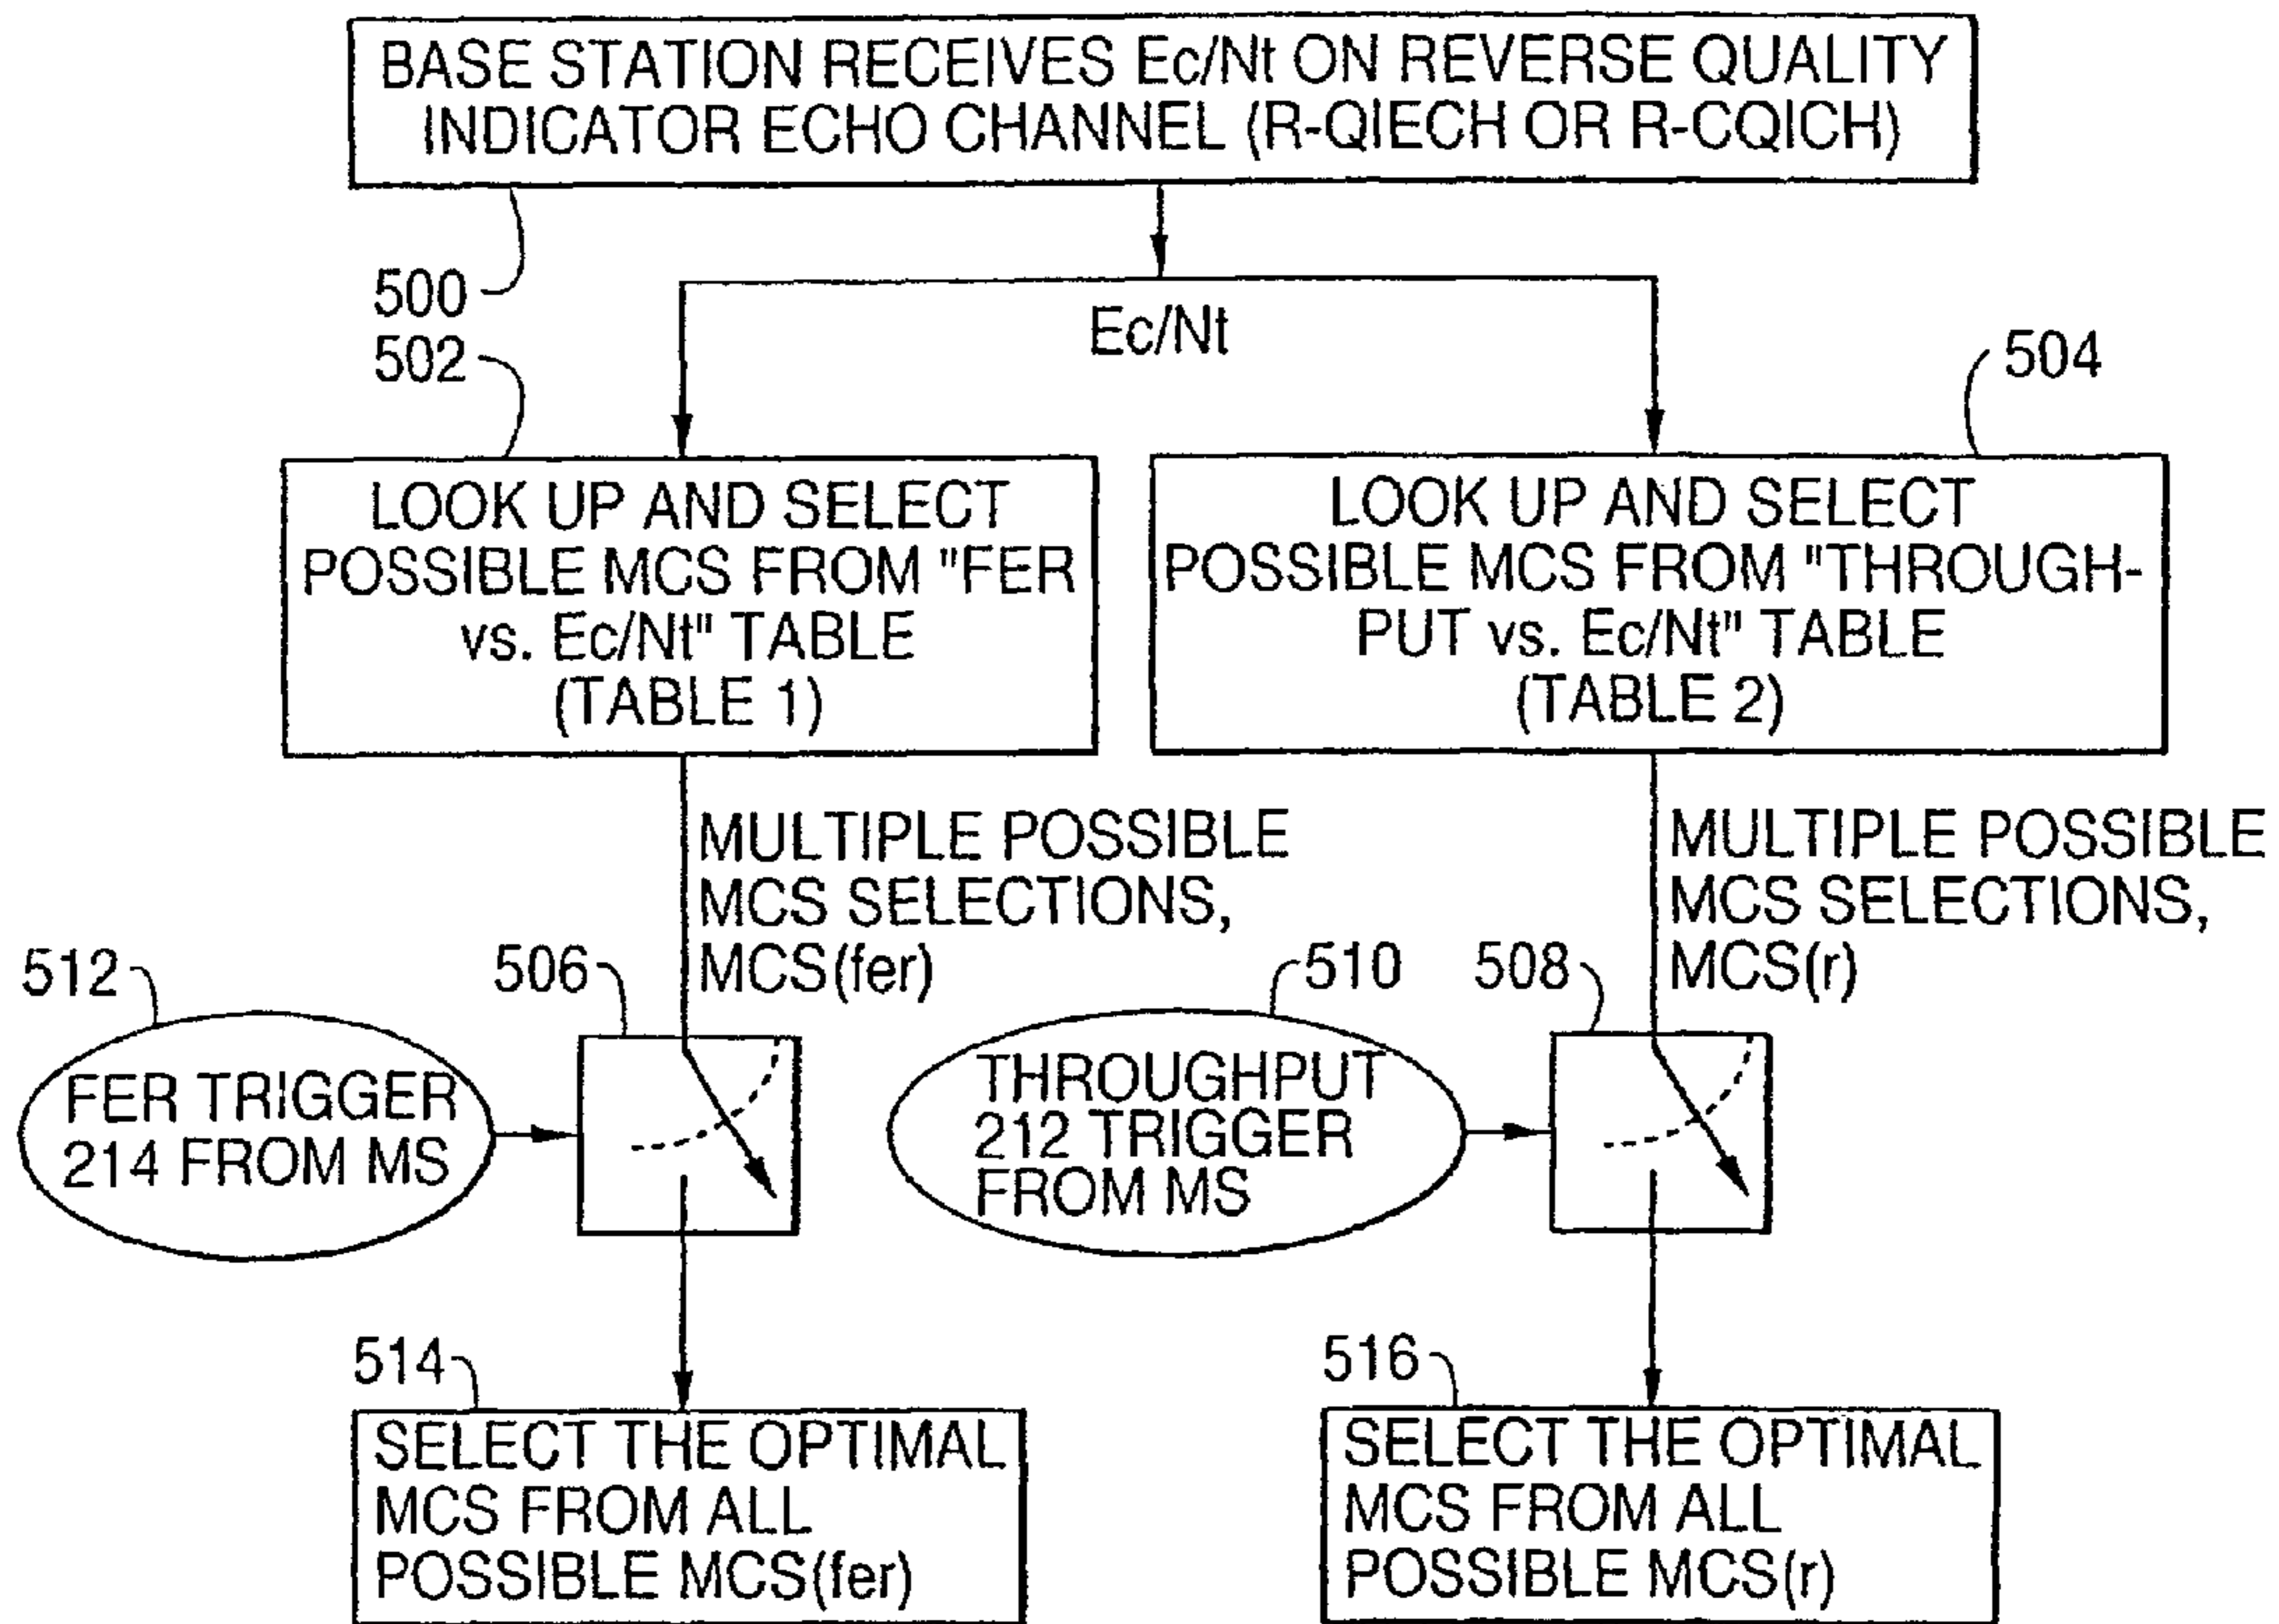 BASE STATION RECEIVES Ec/Nt ON REVERSE QUALITY
INDICATOR ECHO CHANNEL (R-QIECH OR R-CQICH)
500
Ec/Nt
502
504
LOOK UP AND SELECT
POSSIBLE MCS FROM "FER
vs. Ec/Nt" TABLE
(TABLE 1)
LOOK UP AND SELECT
POSSIBLE MCS FROM "THROUGH-
PUT vs. Ec/Nt" TABLE
(TABLE 2)
MULTIPLE POSSIBLE
MCS SELECTIONS,
MCS(fer)
MULTIPLE POSSIBLE
MCS SELECTIONS,
MCS(r)
512
506
510
508
FER TRIGGER
214 FROM MS
THROUGHPUT
212 TRIGGER
FROM MS
514
516
SELECT THE OPTIMAL
MCS FROM ALL
POSSIBLE MCS(fer)
SELECT THE OPTIMAL
MCS FROM ALL
POSSIBLE MCS(r)